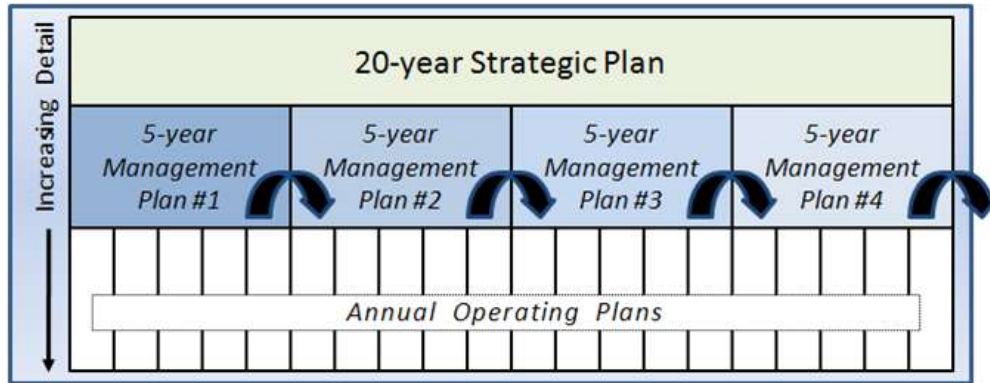 Increasing Detail
20-year Strategic Plan
5-year
Management
Plan #1
5-year
Management
Plan #2
5-year
Management
Plan #3
5-year
Management
Plan #4
Annual Operating Plans